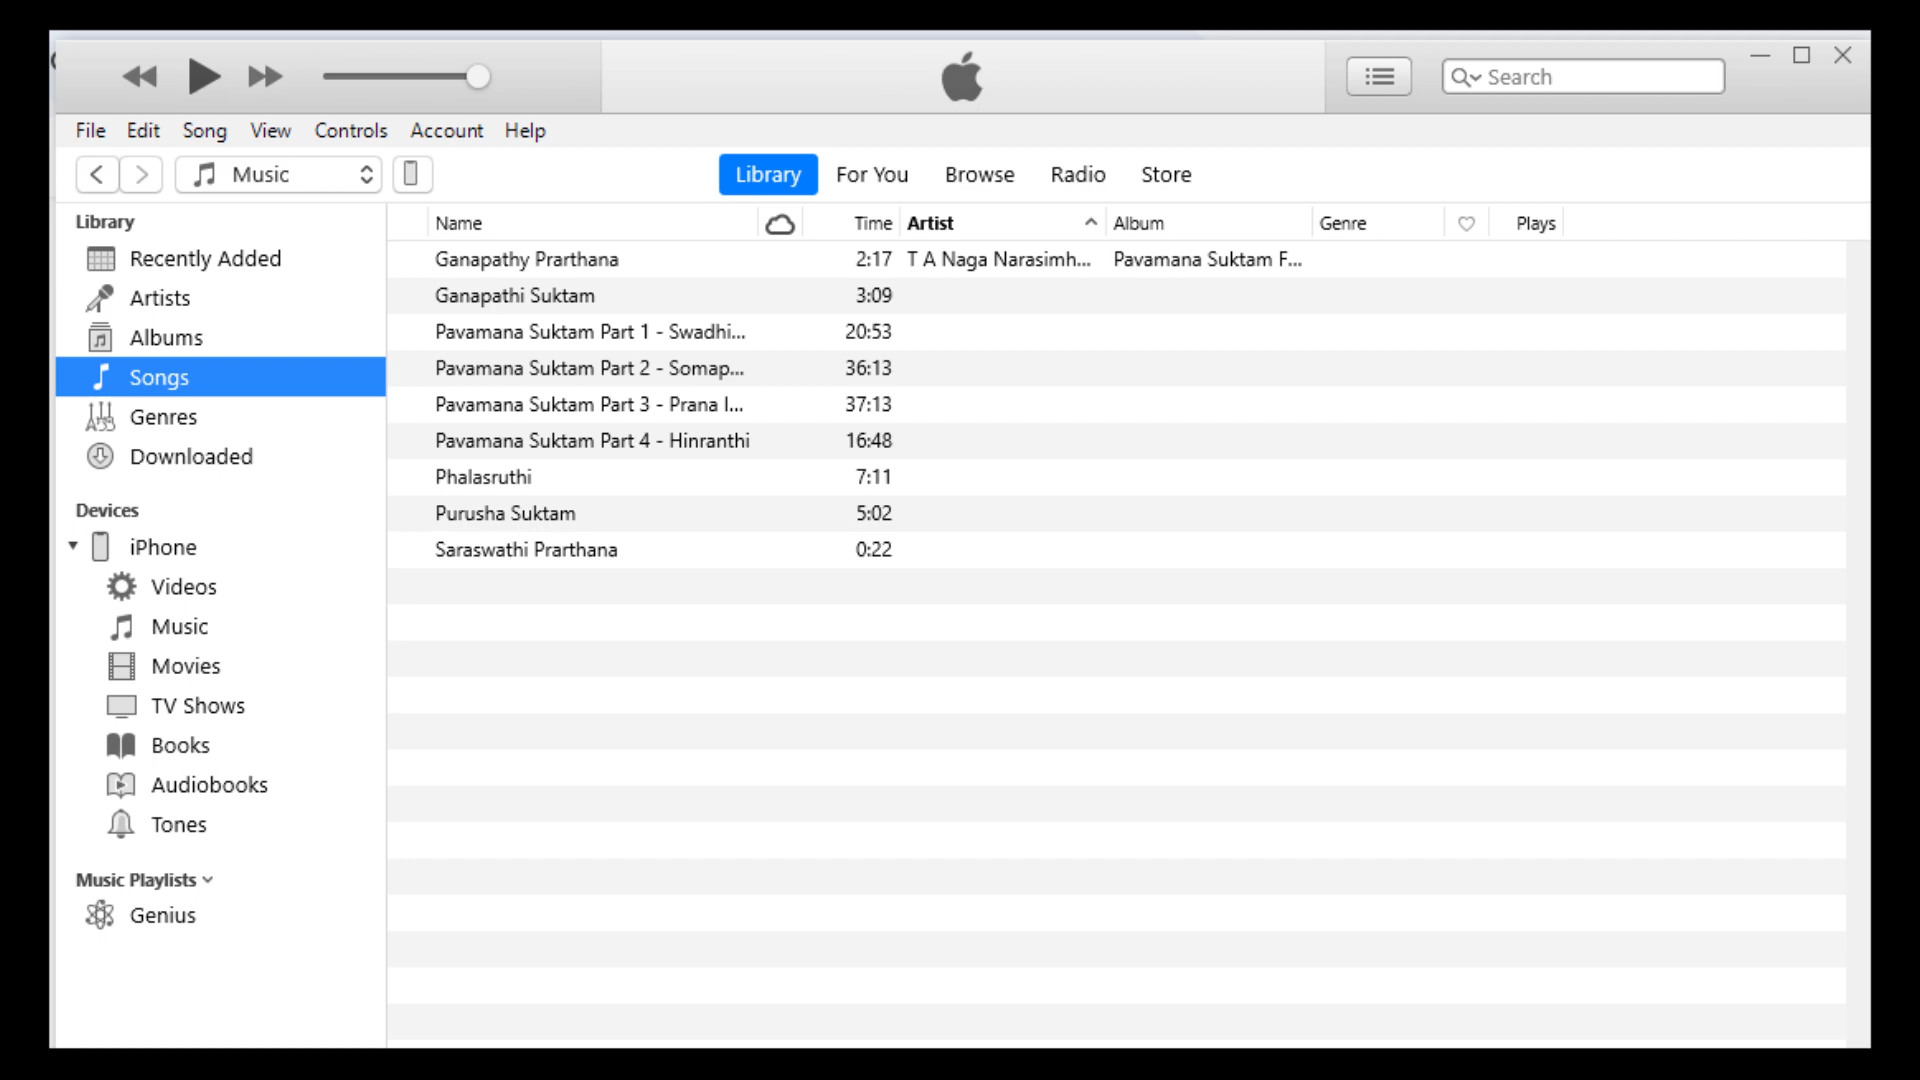 Search
File Edit Song View Controls Account Help
Music Library For You Browse Radio Store
Library
Recently Added
Artists
Albums
Songs
Genres
Downloaded
Devices
iPhone
Videos
Music
Movies
TV Shows
Books
Audiobooks
Tones
Music Playlists
Genius
Name Time Artist Album Genre Plays
Ganapathy Prarthana 2:17 T A Naga Narasimh... Pavamana Suktam F...
Ganapathi Suktam 3:09
Pavamana Suktam Part 1 - Swadhi... 20:53
Pavamana Suktam Part 2 - Somap... 36:13
Pavamana Suktam Part 3 - Prana I... 37:13
Pavamana Suktam Part 4 - Hinranthi 16:48
Phalasruthi 7:11
Purusha Suktam 5:02
Saraswathi Prarthana 0:22